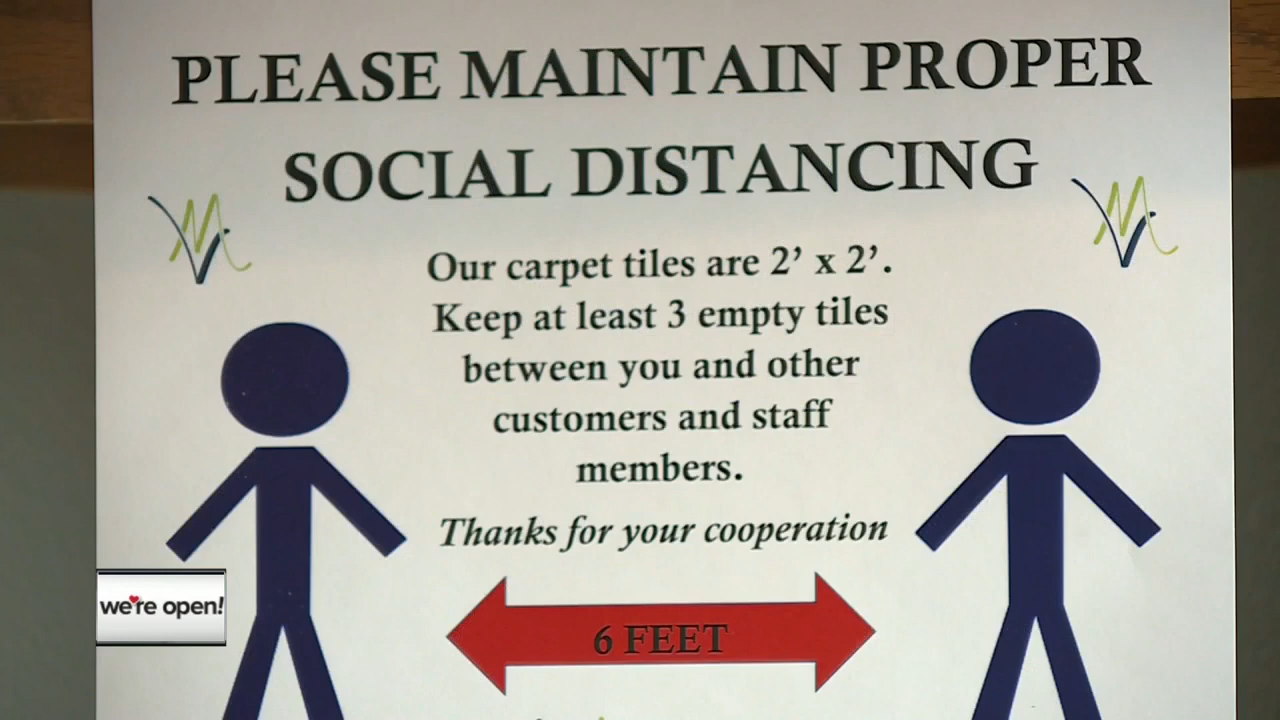 PLEASE MAINTAIN PROPER
SOCIAL DISTANCING
Our carpet tiles are 2’ x 2’.
Keep at least 3 empty tiles
between you and other
customers and staff
members.
Thanks for your cooperation
6 FEET
we're open!